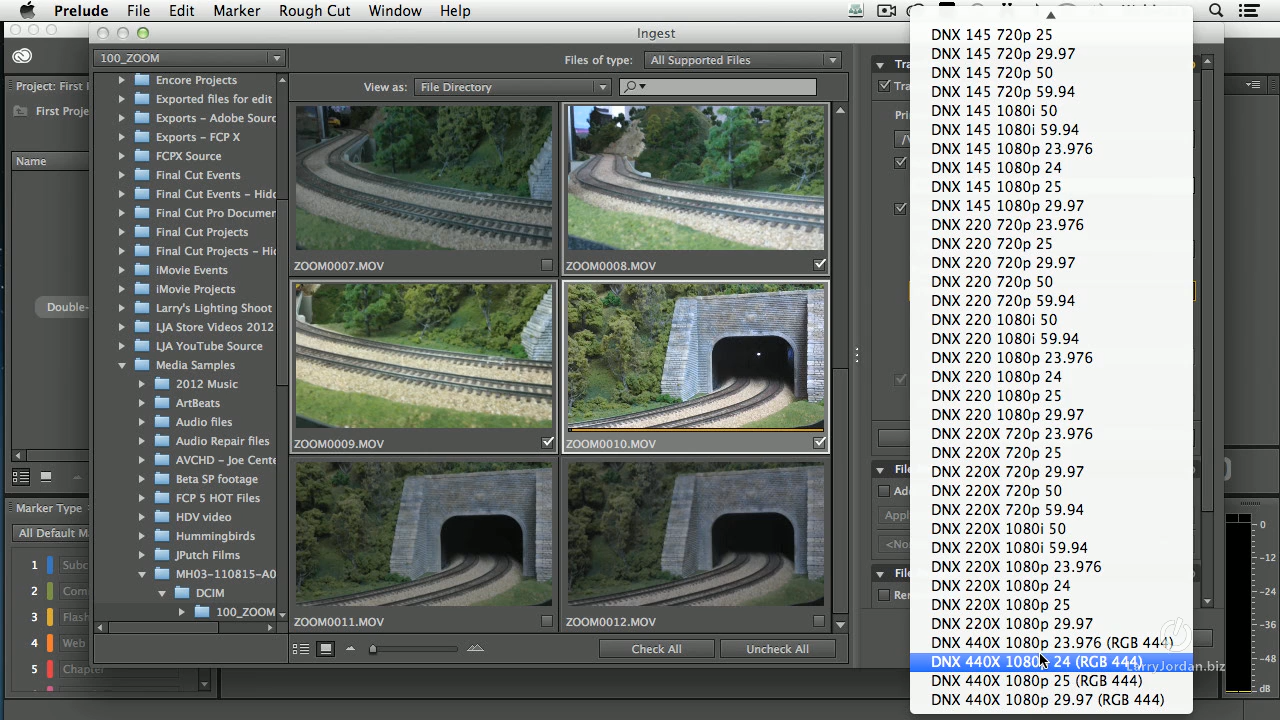 Prelude File Edit Marker Rough Cut Window Help
Ingest
100_ZOOM
Files of type: All Supported Files
View as: File Directory
Project: First
First Proje
Name
Double-
Marker Type
All Default Ma
1 Subc
2 Com
3 Flash
4 Web
5 Chapter
Encore Projects
Exported files for edit
Exports - Adobe Sourc
Exports - FCP X
FCPX Source
Final Cut Events
Final Cut Events - Hidd
Final Cut Pro Documen
Final Cut Projects
Final Cut Projects - Hi
iMovie Events
iMovie Projects
Larry's Lighting Shoot
LJA Store Videos 2012
LJA YouTube Source
Media Samples
2012 Music
ArtBeats
Audio files
Audio Repair files
AVCHD - Joe Cente
Beta SP footage
FCP 5 HOT Files
HDV video
Hummingbirds
JPutch Films
MH03-110815-A0
DCIM
100_ZOOM
ZOOM0007.MOV
ZOOM0008.MOV
ZOOM0009.MOV
ZOOM0010.MOV
ZOOM0011.MOV
ZOOM0012.MOV
Check All
Uncheck All
DNX 145 720p 25
DNX 145 720p 29.97
DNX 145 720p 50
DNX 145 720p 59.94
DNX 145 1080i 50
DNX 145 1080i 59.94
DNX 145 1080p 23.976
DNX 145 1080p 24
DNX 145 1080p 25
DNX 145 1080p 29.97
DNX 220 720p 23.976
DNX 220 720p 25
DNX 220 720p 29.97
DNX 220 720p 50
DNX 220 720p 59.94
DNX 220 1080i 50
DNX 220 1080i 59.94
DNX 220 1080p 23.976
DNX 220 1080p 24
DNX 220 1080p 25
DNX 220 1080p 29.97
DNX 220X 720p 23.976
DNX 220X 720p 25
DNX 220X 720p 29.97
DNX 220X 720p 50
DNX 220X 720p 59.94
DNX 220X 1080i 50
DNX 220X 1080i 59.94
DNX 220X 1080p 23.976
DNX 220X 1080p 24
DNX 220X 1080p 25
DNX 220X 1080p 29.97
DNX 440X 1080p 23.976 (RGB 444)
DNX 440X 1080p 24 (RGB 444)
DNX 440X 1080p 25 (RGB 444)
DNX 440X 1080p 29.97 (RGB 444)
LarryJordan.biz
0
-12
-24
-36
dB